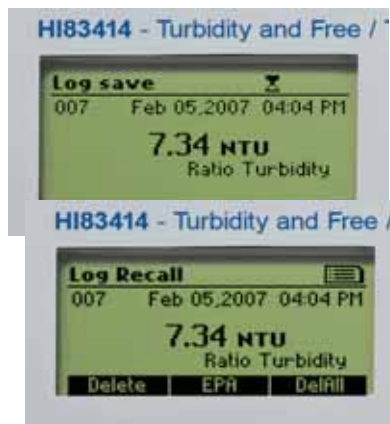 HI83414 - Turbidity and Free /
Log save
007 Feb 05,2007 04:04 PM
7.34 NTU
Ratio Turbidity
HI83414 - Turbidity and Free /
Log Recall
007 Feb 05,2007 04:04 PM
7.34 NTU
Ratio Turbidity
Delete EPA DelAll